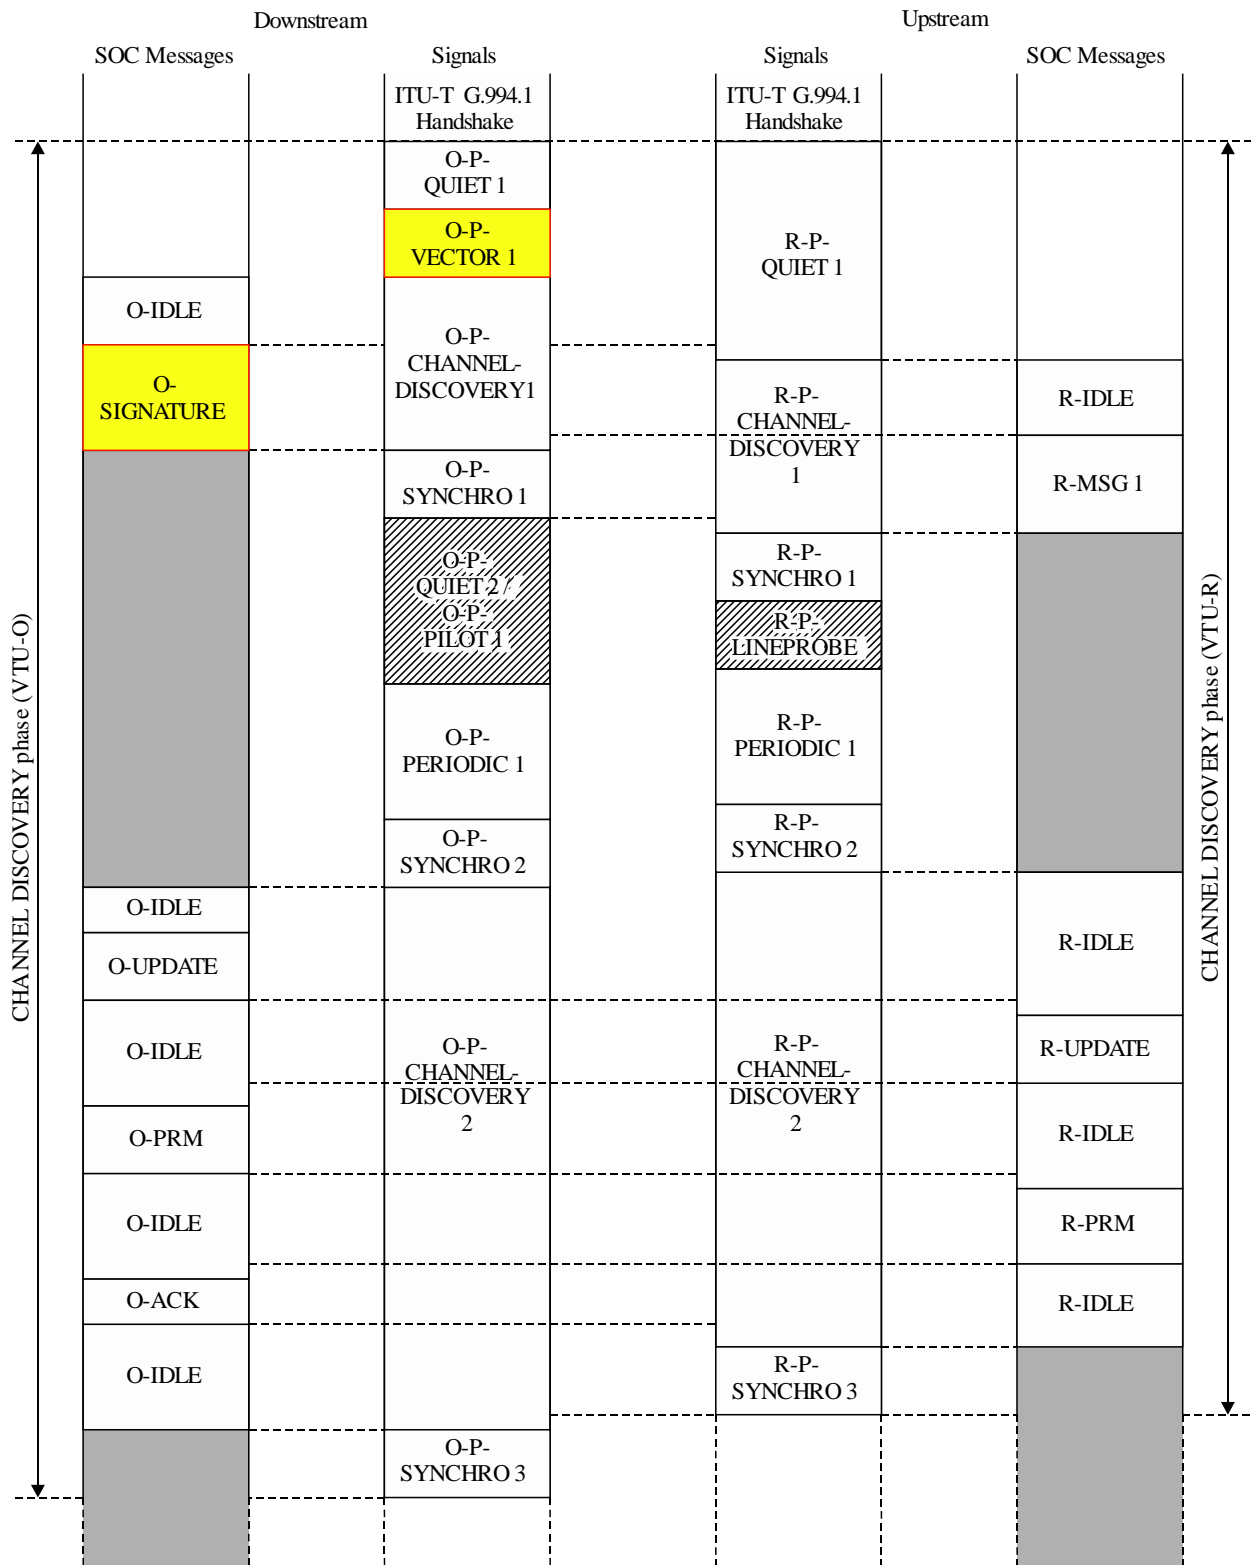 Downstream
Upstream
SOC Messages
Signals
Signals
SOC Messages
ITU-T G.994.1
Handshake
ITU-T G.994.1
Handshake
O-P-
QUIET 1
O-P-
VECTOR 1
R-P-
QUIET 1
O-IDLE
O-P-
CHANNEL-
DISCOVERY1
O-
SIGNATURE
R-P-
CHANNEL-
DISCOVERY
1
R-IDLE
O-P-
SYNCHRO 1
R-MSG 1
O-P-
QUIET 2 /
O-P-
PILOT 1
R-P-
SYNCHRO 1
R-P-
LINEPROBE
O-P-
PERIODIC 1
R-P-
PERIODIC 1
O-P-
SYNCHRO 2
R-P-
SYNCHRO 2
CHANNEL DISCOVERY phase (VTU-O)
CHANNEL DISCOVERY phase (VTU-R)
O-IDLE
R-IDLE
O-UPDATE
O-IDLE
O-P-
CHANNEL-
DISCOVERY
2
R-P-
CHANNEL-
DISCOVERY
2
R-UPDATE
O-PRM
R-IDLE
O-IDLE
R-PRM
O-ACK
R-IDLE
O-IDLE
R-P-
SYNCHRO 3
O-P-
SYNCHRO 3